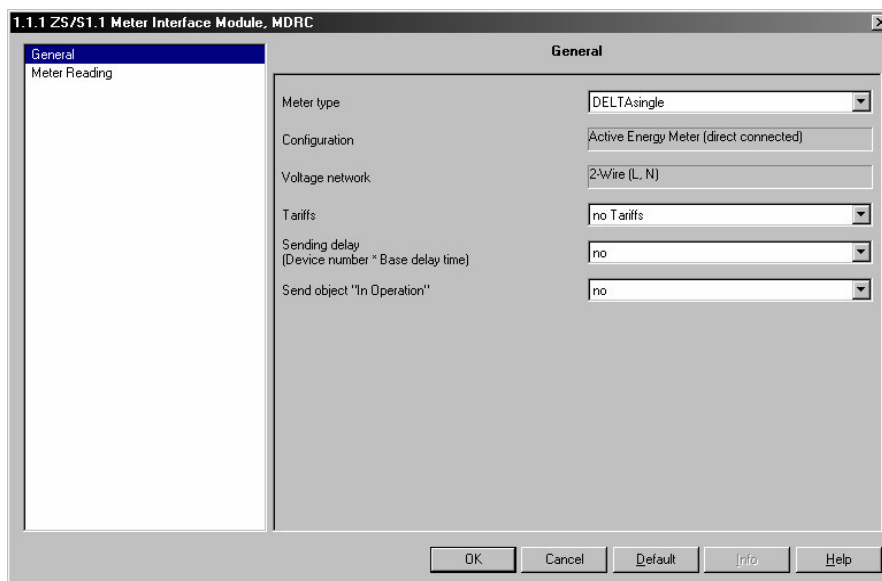 1.1.1 ZS/S1.1 Meter Interface Module, MDRC
General
Meter Reading
General
Meter type
DELTAsingle
Configuration
Active Energy Meter (direct connected)
Voltage network
2-Wire (L, N)
Tariffs
no Tariffs
Sending delay
(Device number * Base delay time)
no
Send object "In Operation"
no
OK
Cancel
Default
Info
Help